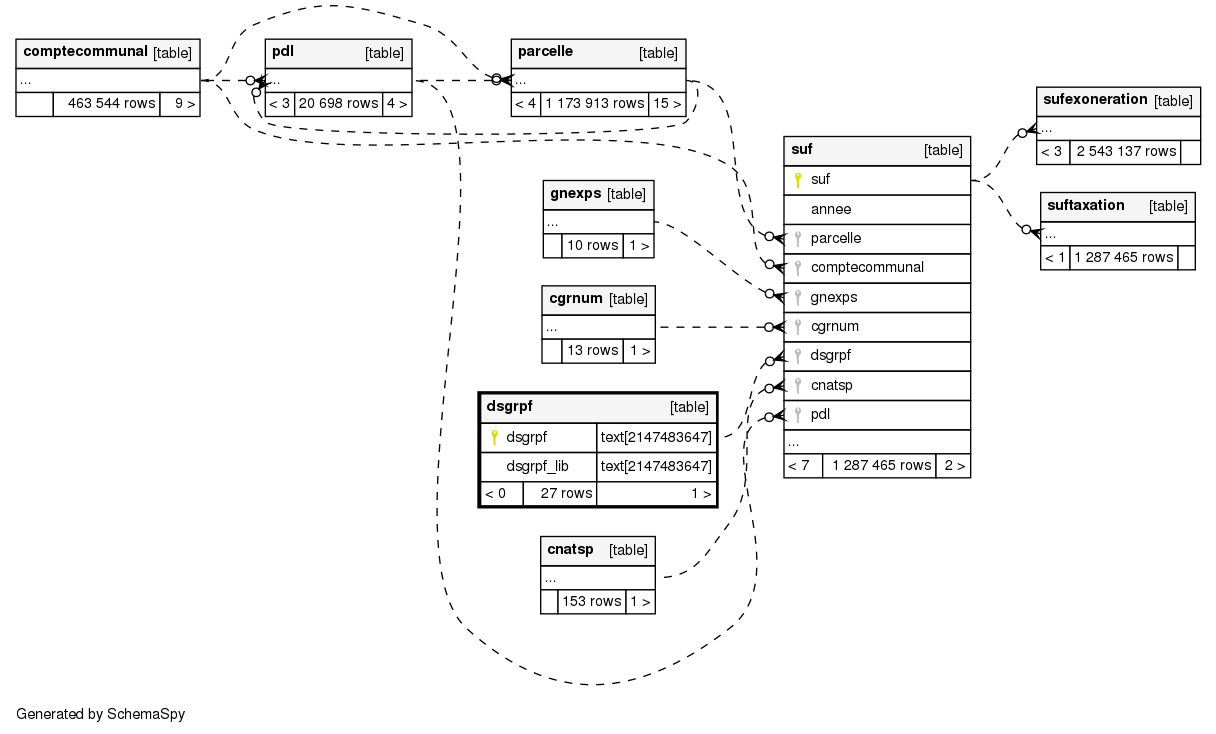 comptecommunal [table]
...
463 544 rows 9 >
pdl [table]
...
< 3 20 698 rows 4 >
parcelle [table]
...
< 4 1 173 913 rows 15 >
sufexoneration [table]
...
< 3 2 543 137 rows
suf [table]
suf
annee
parcelle
comptecommunal
gnexps
cgrnum
dsgrpf
cnatsp
pdl
...
< 7 1 287 465 rows 2 >
suftaxation [table]
...
< 1 1 287 465 rows
gnexps [table]
...
10 rows 1 >
cgrnum [table]
...
13 rows 1 >
dsgrpf [table]
dsgrpf text[2147483647]
dsgrpf_lib text[2147483647]
< 0 27 rows 1 >
cnatsp [table]
...
153 rows 1 >
Generated by SchemaSpy